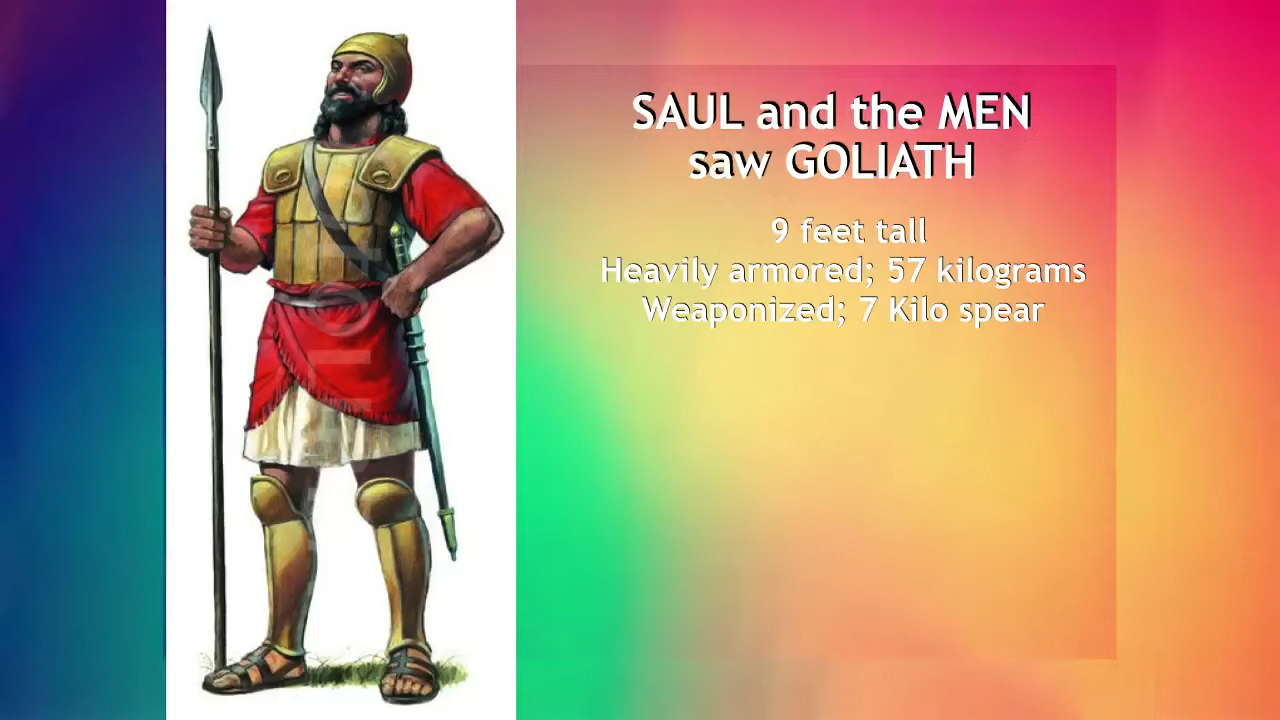 SAUL and the MEN
saw GOLIATH
9 feet tall
Heavily armored; 57 kilograms
Weaponized; 7 Kilo spear